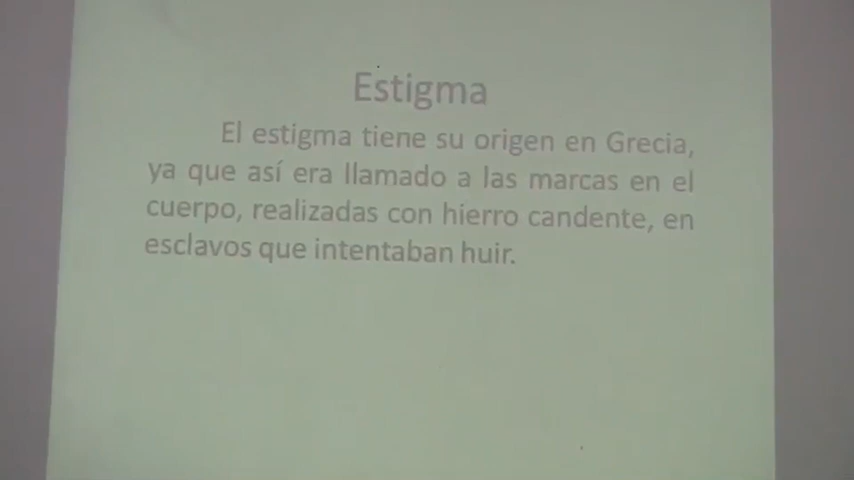 Estigma
El estigma tiene su origen en Grecia,
ya que así era llamado a las marcas en el
cuerpo, realizadas con hierro candente, en
esclavos que intentaban huir.